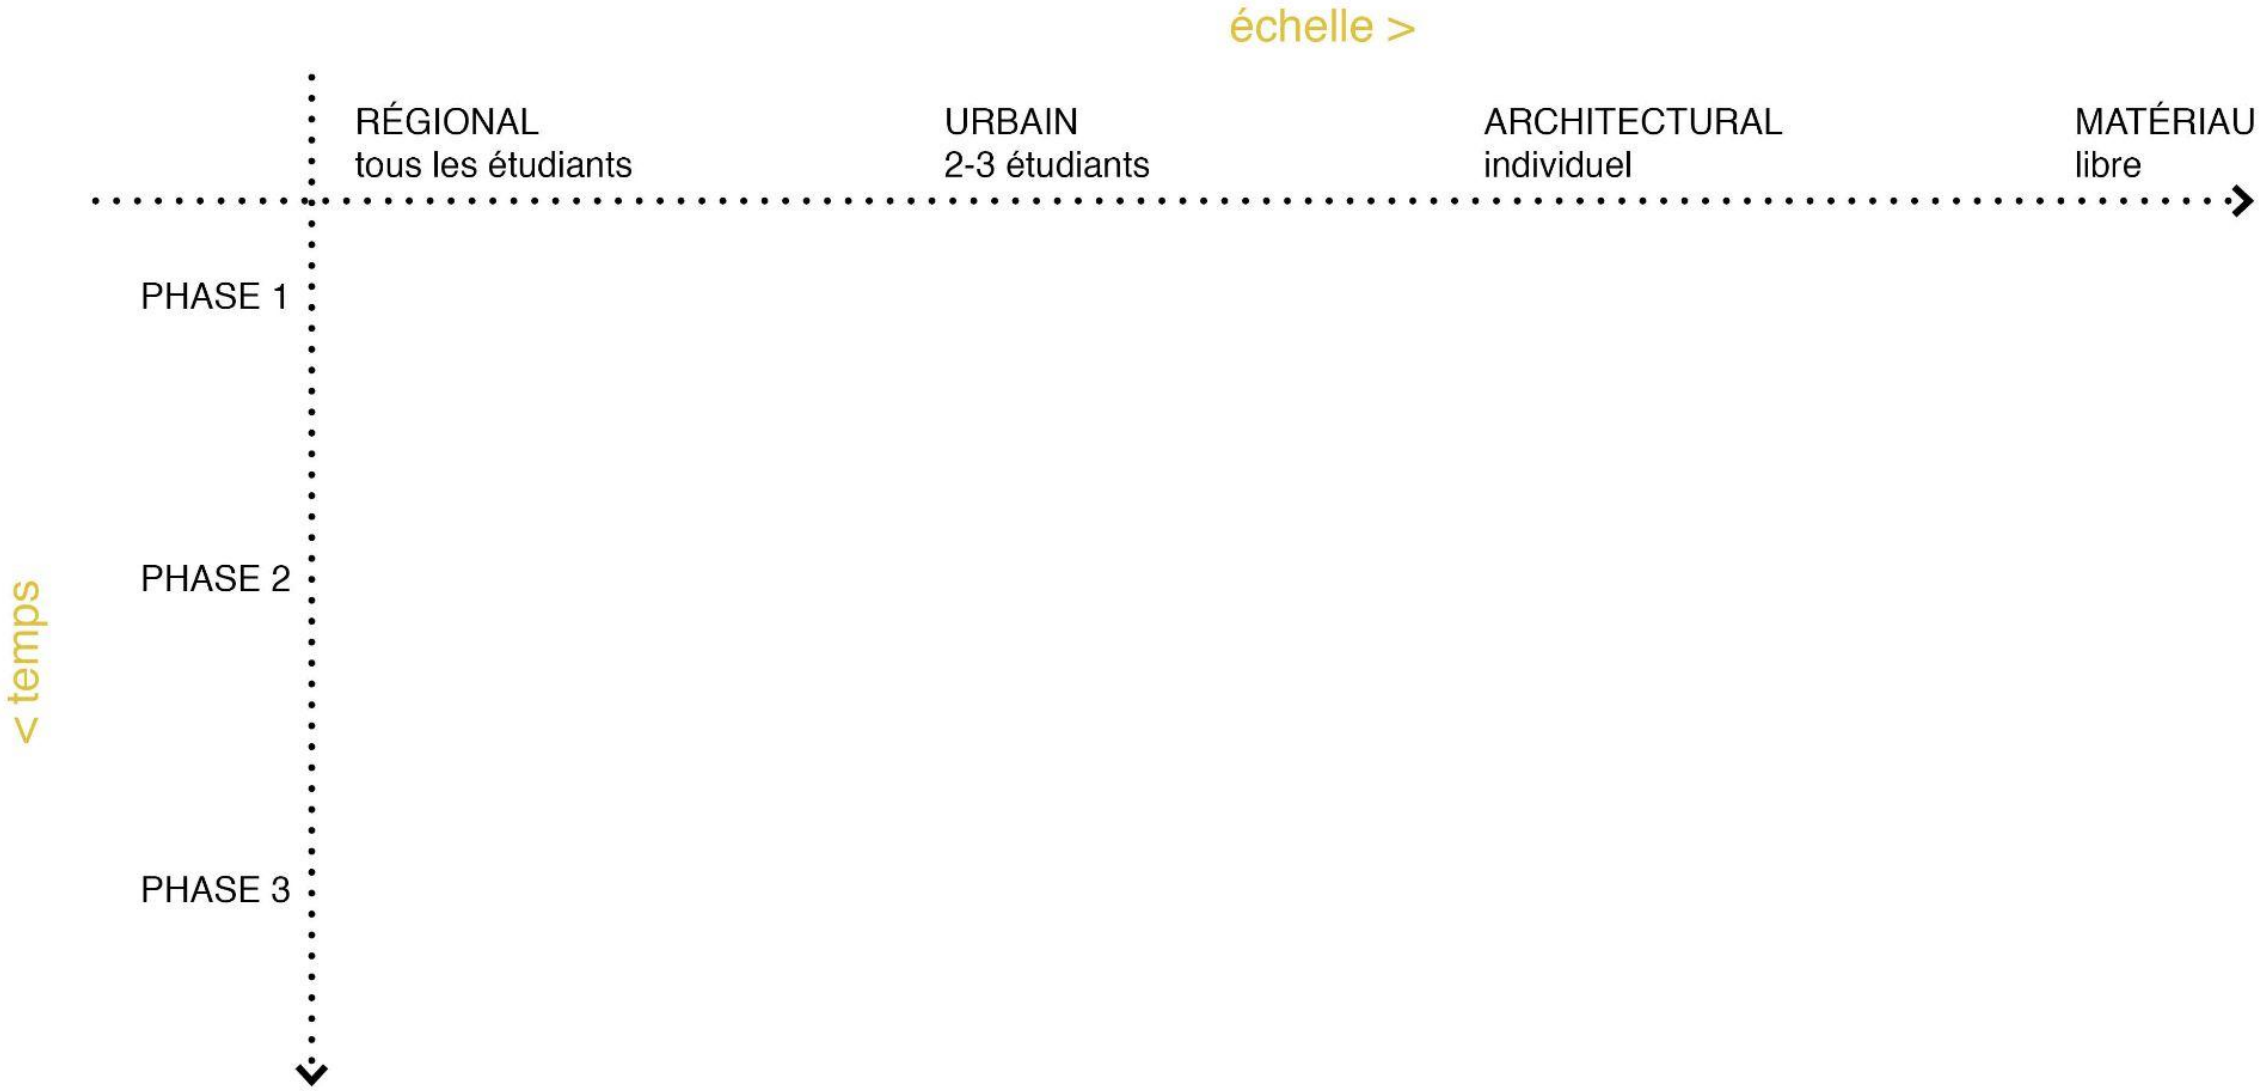 échelle >
RÉGIONAL
tous les étudiants
URBAIN
2-3 étudiants
ARCHITECTURAL
individuel
MATÉRIAU
libre
PHASE 1
PHASE 2
PHASE 3
< temps